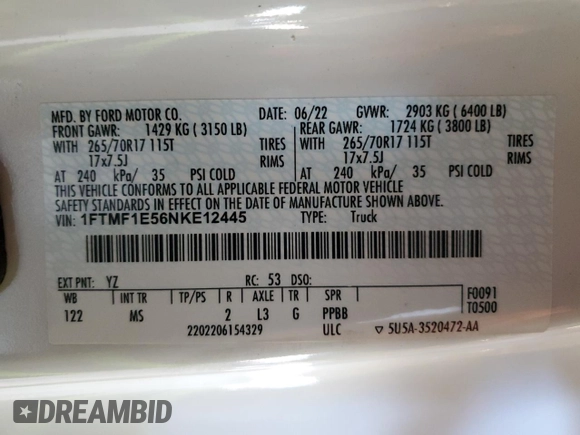 MFD. BY FORD MOTOR CO. DATE: 06/22 GVWR: 2903 KG ( 6400 LB)
FRONT GAWR: 1429 KG ( 3150 LB) REAR GAWR: 1724 KG ( 3800 LB)
WITH 265/70R17 115T TIRES WITH 265/70R17 115T TIRES
17x7.5J RIMS 17x7.5J RIMS
AT 240 kPa/ 35 PSI COLD AT 240 kPa/ 35 PSI COLD
THIS VEHICLE CONFORMS TO ALL APPLICABLE FEDERAL MOTOR VEHICLE
SAFETY STANDARDS IN EFFECT ON THE DATE OF MANUFACTURE SHOWN ABOVE.
VIN: 1FTMF1E56NKE12445 TYPE: Truck
EXT PNT: YZ RC: 53 DSO:
WB INT TR TP/PS R AXLE TR SPR F0091
122 MS 2 L3 G PPBB T0500
2202206154329 ULC ▽ 5U5A-3520472-AA
DREAMBID